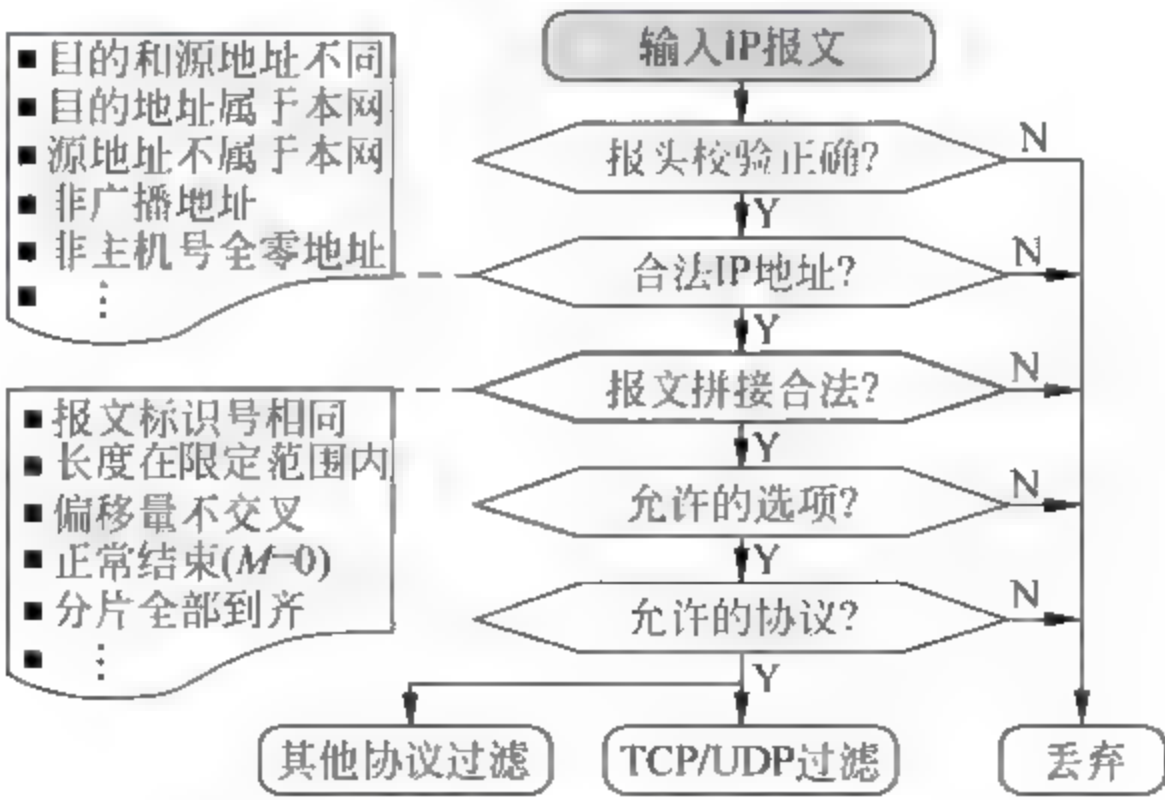 ■ 目的和源地址不同
■ 目的地址属于本网
■ 源地址不属于本网
■ 非广播地址
■ 非主机号全零地址
■ ⋮
■ 报文标识号相同
■ 长度在限定范围内
■ 偏移量不交叉
■ 正常结束(M=0)
■ 分片全部到齐
■ ⋮
输入IP报文
报头校验正确?
N
Y
合法IP地址?
N
Y
报文拼接合法?
N
Y
允许的选项?
N
Y
允许的协议?
N
Y
其他协议过滤
TCP/UDP过滤
丢弃